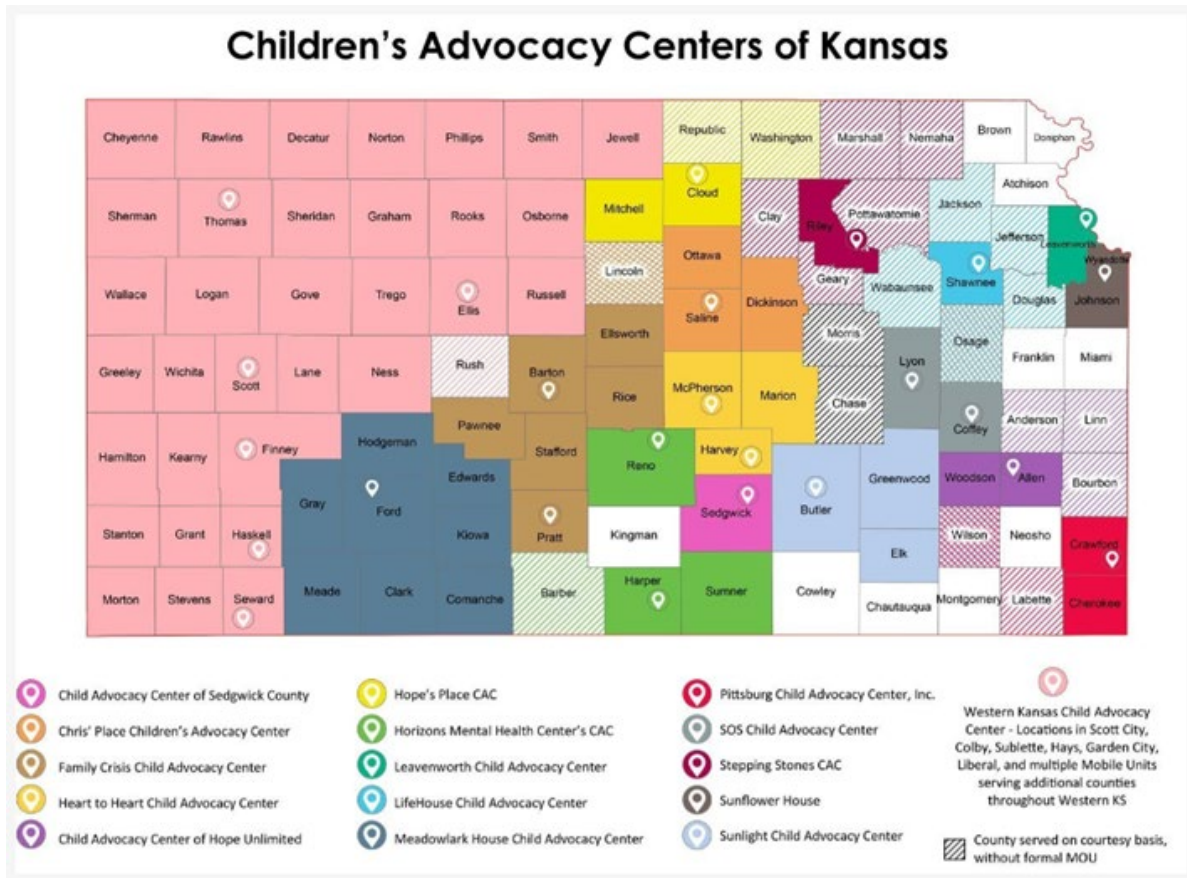 Children's Advocacy Centers of Kansas
Cheyenne
Rawlins
Decatur
Norton
Phillips
Smith
Jewell
Republic
Washington
Marshall
Nemaha
Brown
Doniphan
Sherman
Thomas
Sheridan
Graham
Rooks
Osborne
Mitchell
Cloud
Clay
Riley
Pottawatomie
Jackson
Atchison
Jefferson
Leavenworth
Wyandotte
Wallace
Logan
Gove
Trego
Ellis
Russell
Lincoln
Ottawa
Saline
Dickinson
Geary
Wabaunsee
Shawnee
Douglas
Johnson
Greeley
Wichita
Scott
Lane
Ness
Rush
Barton
Ellsworth
Rice
McPherson
Marion
Morris
Chase
Lyon
Osage
Franklin
Miami
Coffey
Anderson
Linn
Hamilton
Kearny
Finney
Hodgeman
Pawnee
Stafford
Reno
Harvey
Sedgwick
Butler
Greenwood
Woodson
Allen
Bourbon
Gray
Ford
Edwards
Kiowa
Pratt
Kingman
Elk
Wilson
Neosho
Crawford
Stanton
Grant
Haskell
Morton
Stevens
Seward
Meade
Clark
Comanche
Barber
Harper
Sumner
Cowley
Chautauqua
Montgomery
Labette
Cherokee
Child Advocacy Center of Sedgwick County
Chris' Place Children's Advocacy Center
Family Crisis Child Advocacy Center
Heart to Heart Child Advocacy Center
Child Advocacy Center of Hope Unlimited
Hope's Place CAC
Horizons Mental Health Center's CAC
Leavenworth Child Advocacy Center
LifeHouse Child Advocacy Center
Meadowlark House Child Advocacy Center
Pittsburg Child Advocacy Center, Inc.
SOS Child Advocacy Center
Stepping Stones CAC
Sunflower House
Sunlight Child Advocacy Center
Western Kansas Child Advocacy
Center - Locations in Scott City,
Colby, Sublette, Hays, Garden City,
Liberal, and multiple Mobile Units
serving additional counties
throughout Western KS
County served on courtesy basis,
without formal MOU